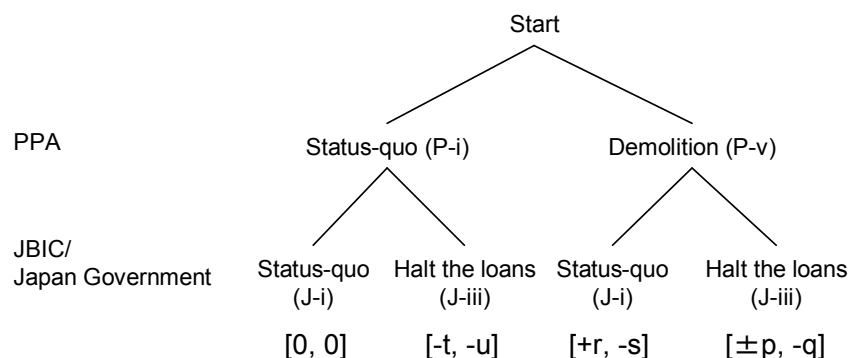 Start
PPA
Status-quo (P-i)
Demolition (P-v)
JBIC/
Japan Government
Status-quo
(J-i)
Halt the loans
(J-iii)
Status-quo
(J-i)
Halt the loans
(J-iii)
[0, 0]
[-t, -u]
[+r, -s]
[±p, -q]